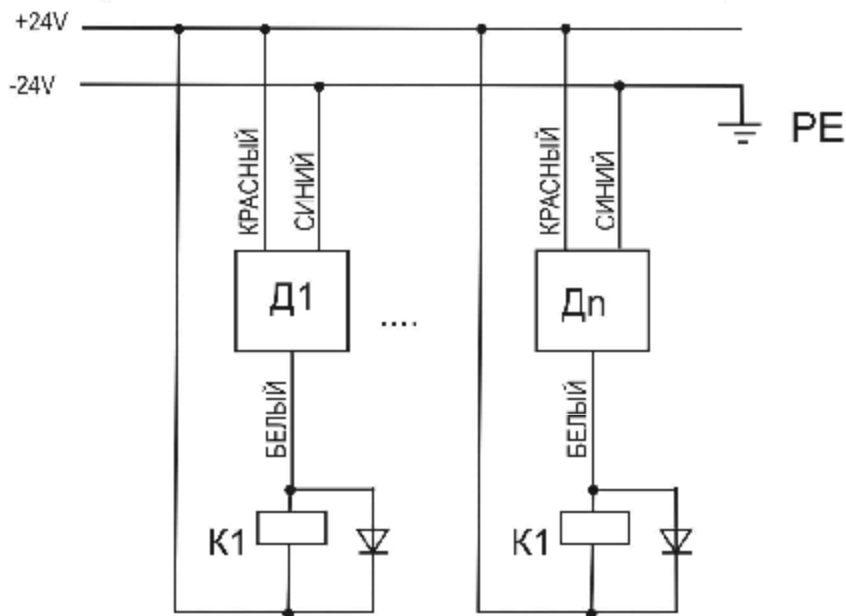 +24V
-24V
PE
КРАСНЫЙ
СИНИЙ
КРАСНЫЙ
СИНИЙ
Д1
....
Дn
БЕЛЫЙ
БЕЛЫЙ
К1
К1